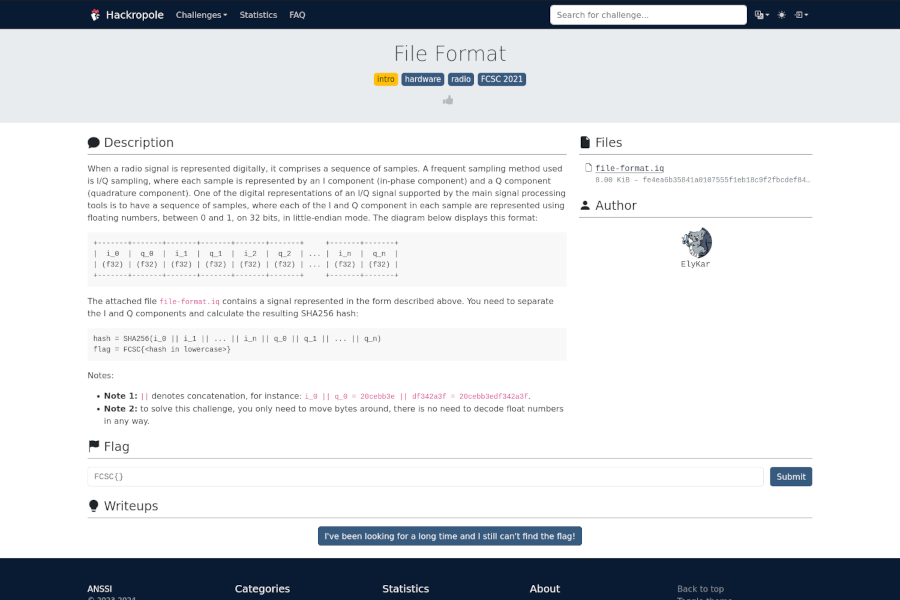 Hackropole Challenges Statistics FAQ Search for challenge...
File Format
intro hardware radio FCSC 2021
Description
When a radio signal is represented digitally, it comprises a sequence of samples. A frequent sampling method used
is I/Q sampling, where each sample is represented by an I component (in-phase component) and a Q component
(quadrature component). One of the digital representations of an I/Q signal supported by the main signal processing
tools is to have a sequence of samples, where each of the I and Q component in each sample are represented using
floating numbers, between 0 and 1, on 32 bits, in little-endian mode. The diagram below displays this format:
+-------+-------+-------+-------+-------+-------+     +-------+-------+
|  i_0  |  q_0  |  i_1  |  q_1  |  i_2  |  q_2  | ... |  i_n  |  q_n  |
| (f32) | (f32) | (f32) | (f32) | (f32) | (f32) | ... | (f32) | (f32) |
+-------+-------+-------+-------+-------+-------+     +-------+-------+
The attached file file-format.iq contains a signal represented in the form described above. You need to separate
the I and Q components and calculate the resulting SHA256 hash:
hash = SHA256(i_0 || i_1 || ... || i_n || q_0 || q_1 || ... || q_n)
flag = FCSC{<hash in lowercase>}
Notes:
• Note 1: || denotes concatenation, for instance: i_0 || q_0 = 20cebb3e || df342a3f = 20cebb3edf342a3f.
• Note 2: to solve this challenge, you only need to move bytes around, there is no need to decode float numbers
in any way.
Flag
FCSC{}
Submit
Writeups
I've been looking for a long time and I still can't find the flag!
Files
file-format.iq
8.00 KiB –
Author
ElyKar
ANSSI Categories Statistics About Back to top
© 2023-2024 Toggle theme